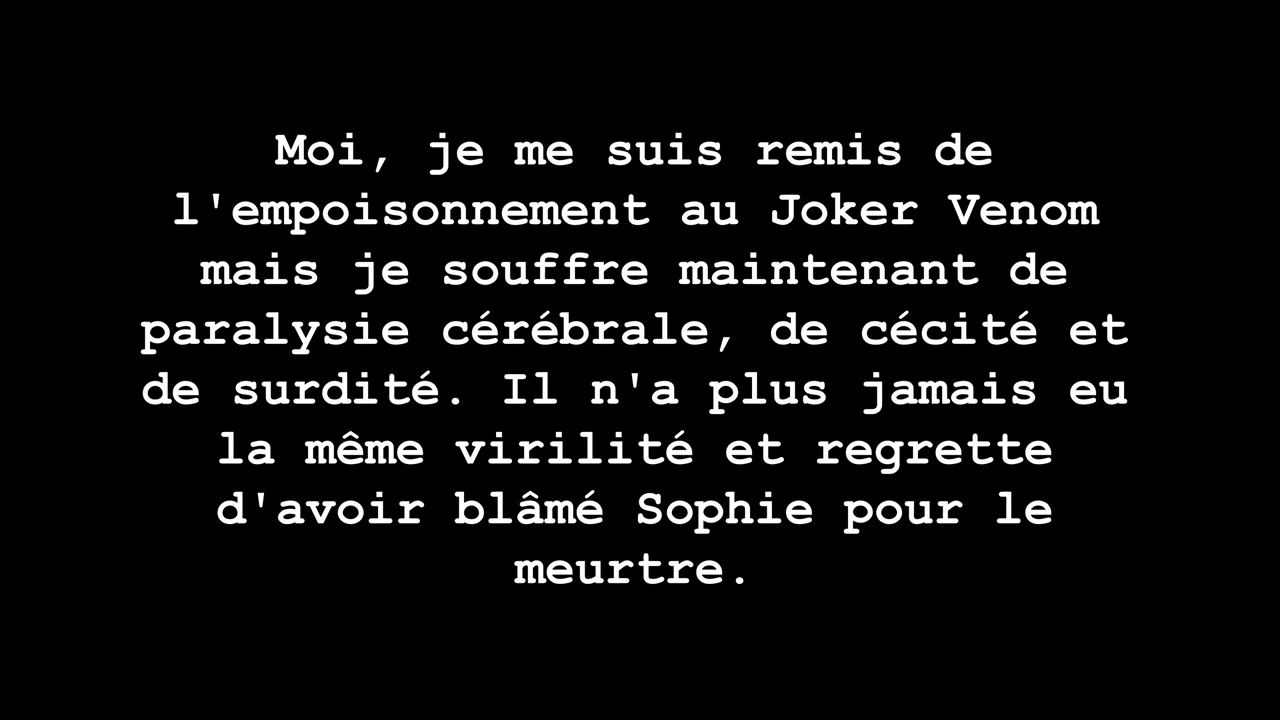 Moi, je me suis remis de
l'empoisonnement au Joker Venom
mais je souffre maintenant de
paralysie cérébrale, de cécité et
de surdité. Il n'a plus jamais eu
la même virilité et regrette
d'avoir blâmé Sophie pour le
meurtre.